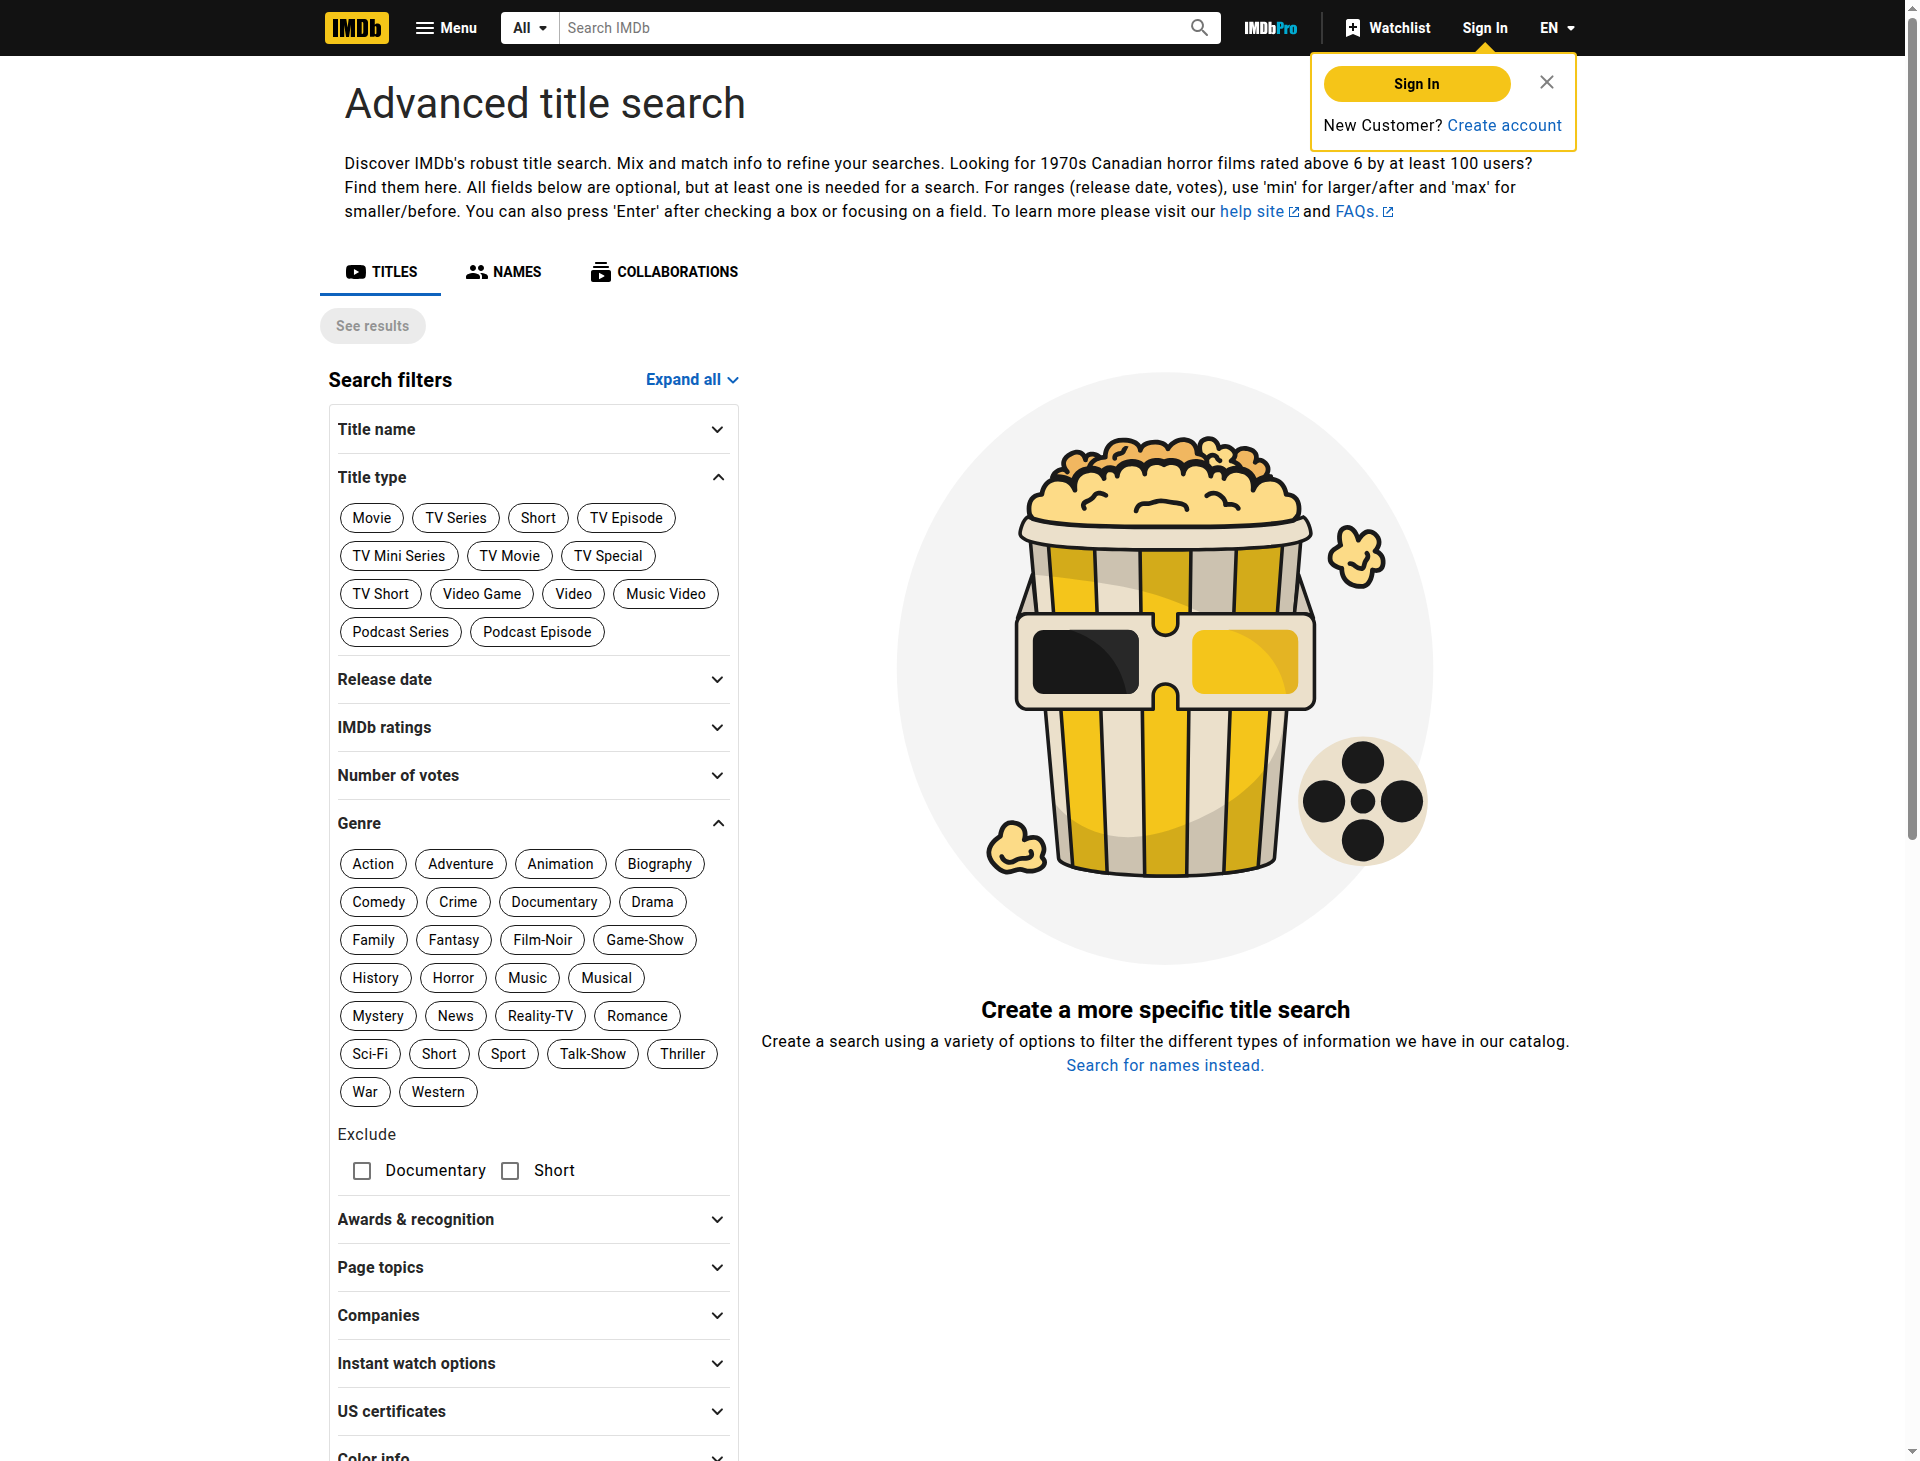 IMDb Menu All Search IMDb IMDbPro Watchlist Sign In EN
Sign In
New Customer? Create account
Advanced title search
Discover IMDb's robust title search. Mix and match info to refine your searches. Looking for 1970s Canadian horror films rated above 6 by at least 100 users?
Find them here. All fields below are optional, but at least one is needed for a search. For ranges (release date, votes), use 'min' for larger/after and 'max' for
smaller/before. You can also press 'Enter' after checking a box or focusing on a field. To learn more please visit our help site and FAQs.
TITLES NAMES COLLABORATIONS
See results
Search filters Expand all
Title name
Title type
Movie TV Series Short TV Episode
TV Mini Series TV Movie TV Special
TV Short Video Game Video Music Video
Podcast Series Podcast Episode
Release date
IMDb ratings
Number of votes
Genre
Action Adventure Animation Biography
Comedy Crime Documentary Drama
Family Fantasy Film-Noir Game-Show
History Horror Music Musical
Mystery News Reality-TV Romance
Sci-Fi Short Sport Talk-Show Thriller
War Western
Exclude
Documentary Short
Awards & recognition
Page topics
Companies
Instant watch options
US certificates
Color info
Create a more specific title search
Create a search using a variety of options to filter the different types of information we have in our catalog.
Search for names instead.